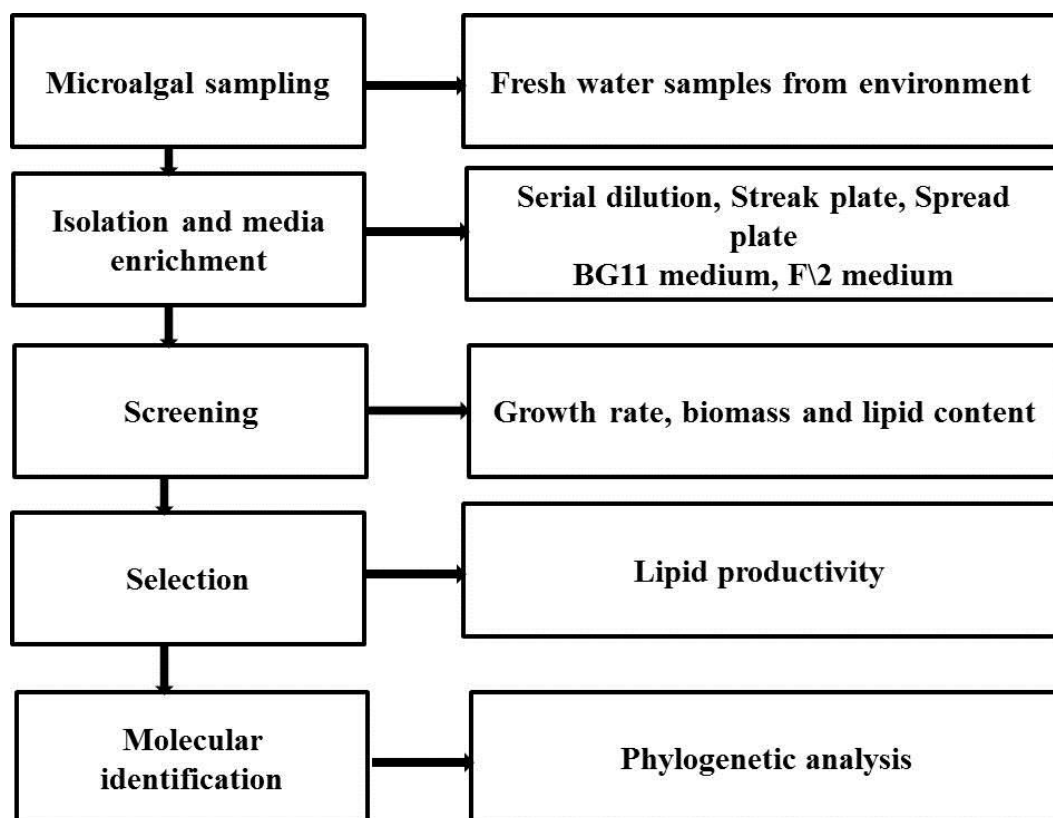 Microalgal sampling
Fresh water samples from environment
Isolation and media
enrichment
Serial dilution, Streak plate, Spread
plate
BG11 medium, F\2 medium
Screening
Growth rate, biomass and lipid content
Selection
Lipid productivity
Molecular
identification
Phylogenetic analysis